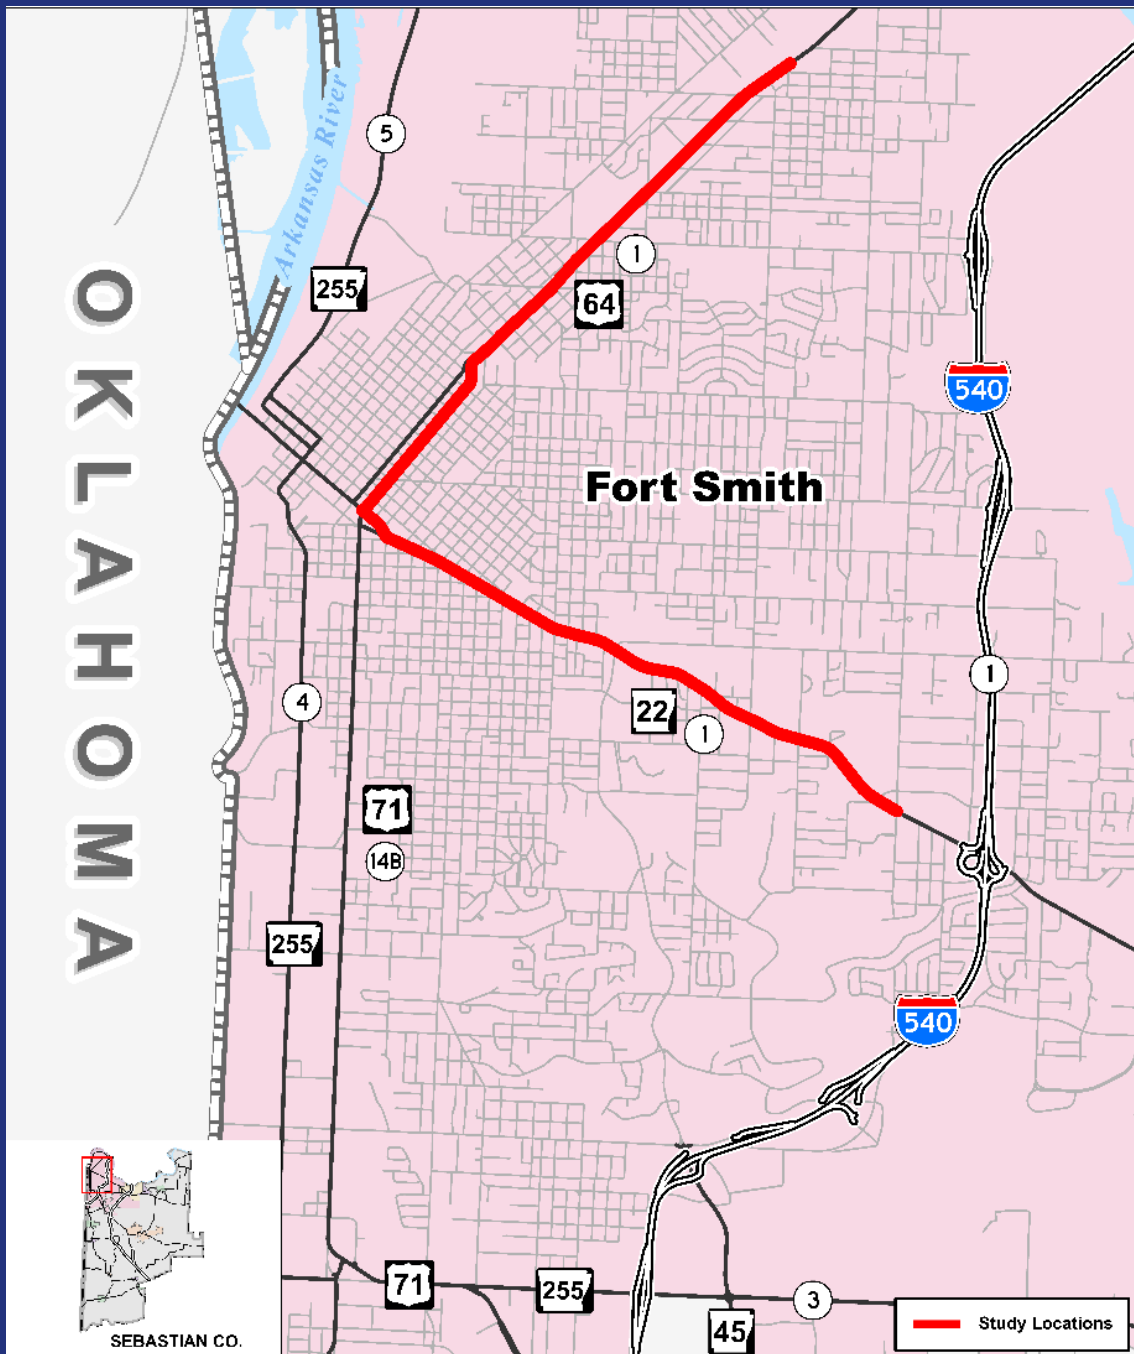 5
Arkansas River
1
255
64
540
OKLAHOMA
Fort Smith
1
4
22
1
71
14B
255
540
71
255
3
45
SEBASTIAN CO.
Study Locations